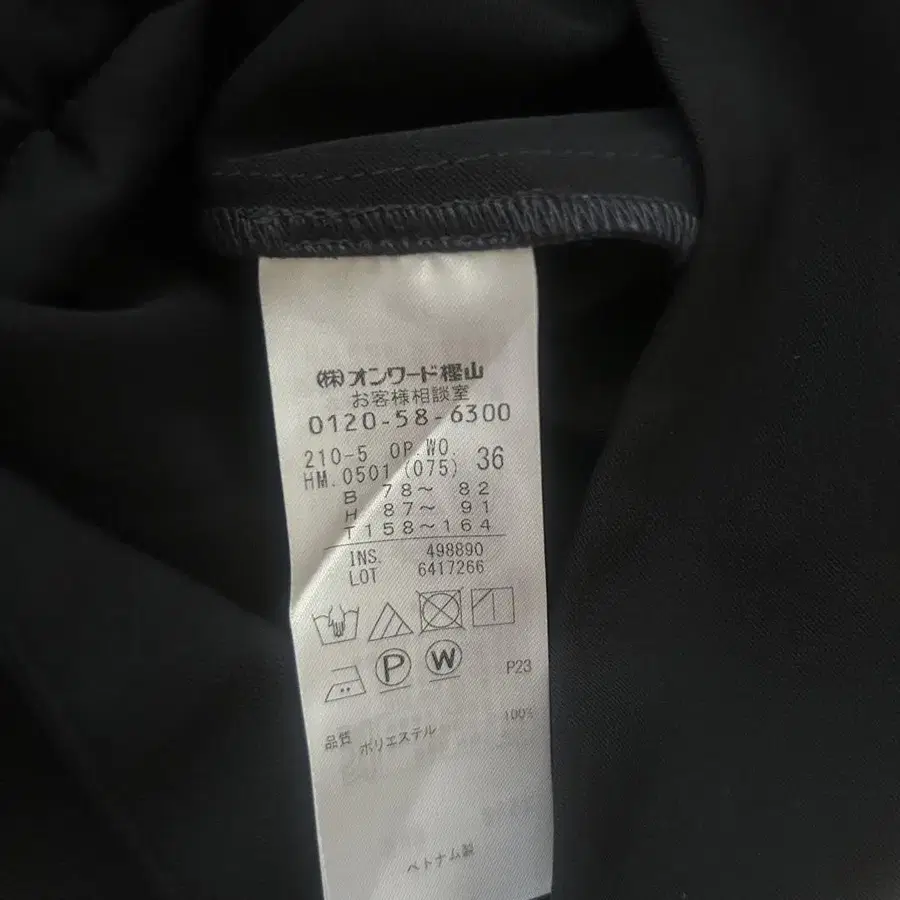 (株)オンワード樫山
お客様相談室
0120-58-6300
210-5 OP.WO.
HM.0501(075) 36
B 78～ 82
H 87～ 91
T158～164
INS. 498890
LOT 6417266
P W P23
品質 ポリエステル 100%
ベトナム製